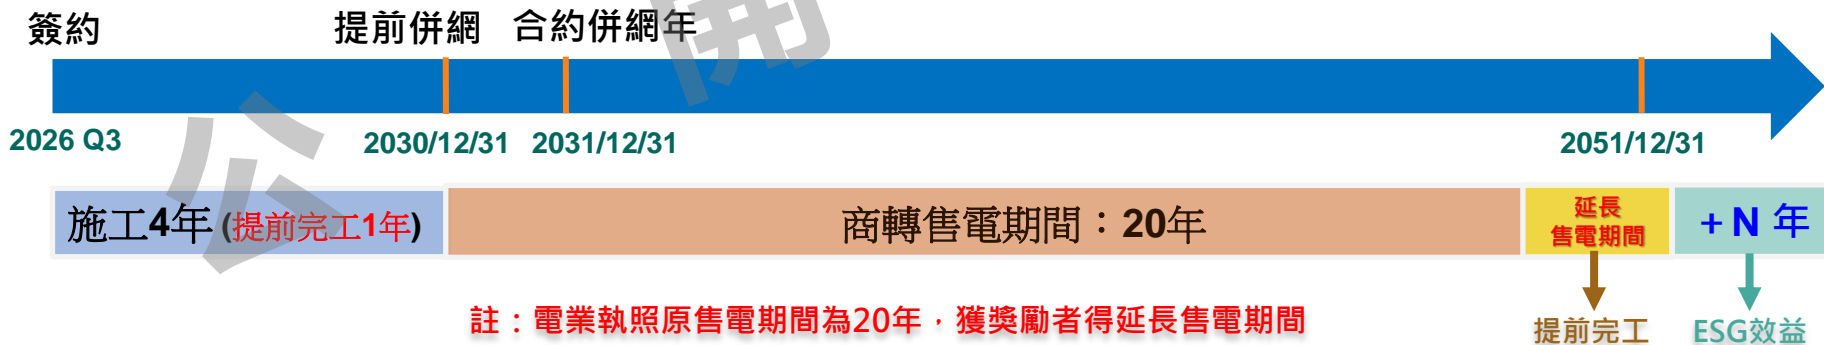 簽約
提前併網
合約併網年
2026 Q3
2030/12/31
2031/12/31
2051/12/31
施工4年(提前完工1年)
商轉售電期間：20年
延長
售電期間
+N 年
註：電業執照原售電期間為20年，獲獎勵者得延長售電期間
提前完工
ESG效益
公
開